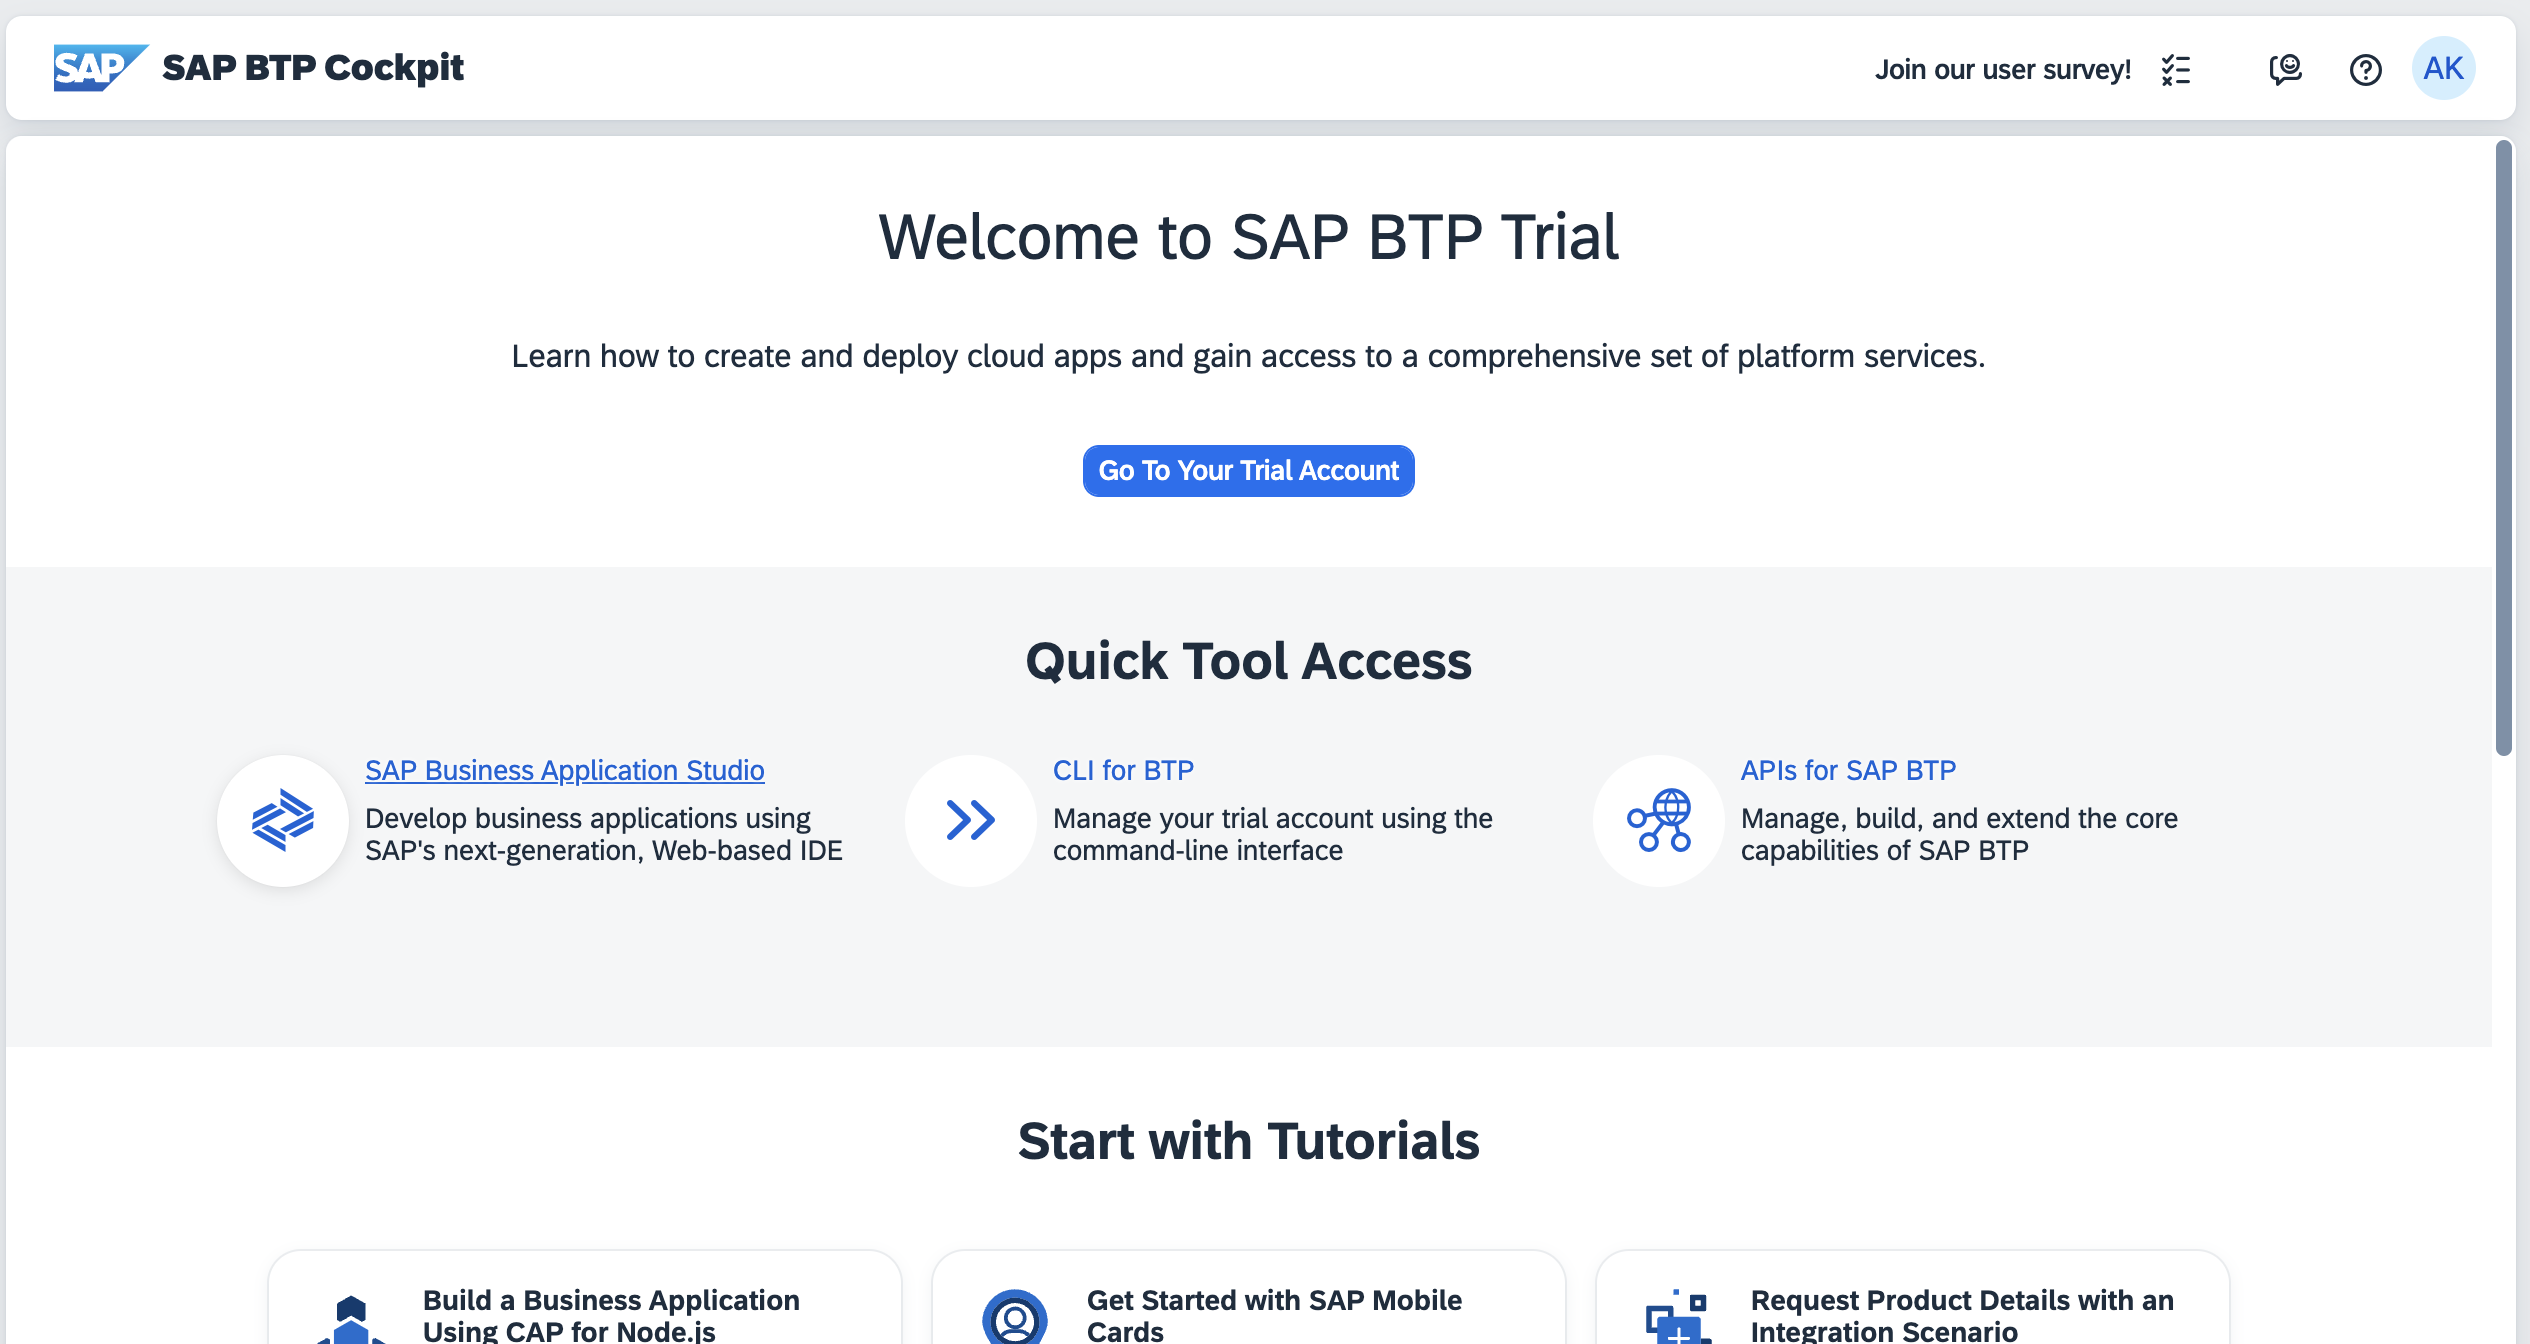 SAP SAP BTP Cockpit
Join our user survey!
AK
Welcome to SAP BTP Trial
Learn how to create and deploy cloud apps and gain access to a comprehensive set of platform services.
Go To Your Trial Account
Quick Tool Access
SAP Business Application Studio
Develop business applications using
SAP's next-generation, Web-based IDE
CLI for BTP
Manage your trial account using the
command-line interface
APIs for SAP BTP
Manage, build, and extend the core
capabilities of SAP BTP
Start with Tutorials
Build a Business Application
Using CAP for Node.js
Get Started with SAP Mobile
Cards
Request Product Details with an
Integration Scenario